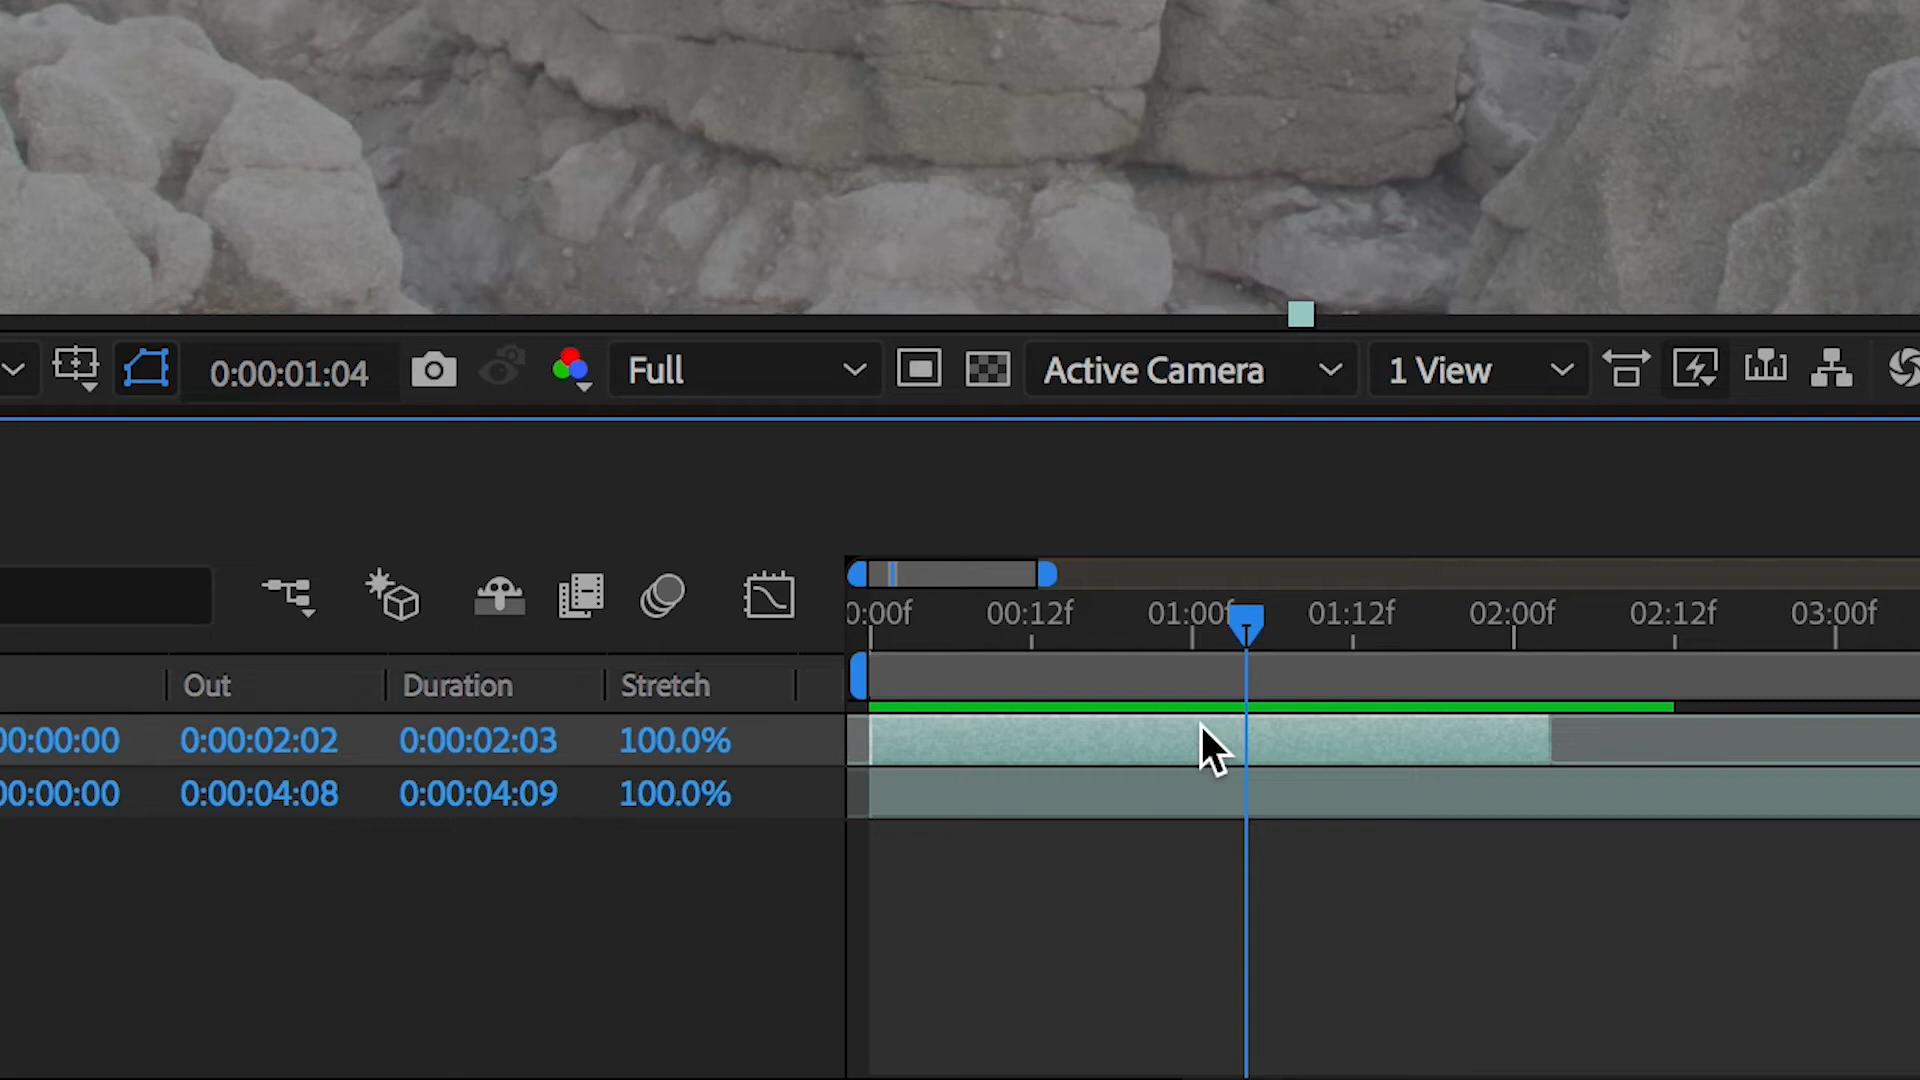 0:00:01:04 Full Active Camera 1 View
0:00f 00:12f 01:00f 01:12f 02:00f 02:12f 03:00f
Out Duration Stretch
00:00:00 0:00:02:02 0:00:02:03 100.0%
00:00:00 0:00:04:08 0:00:04:09 100.0%